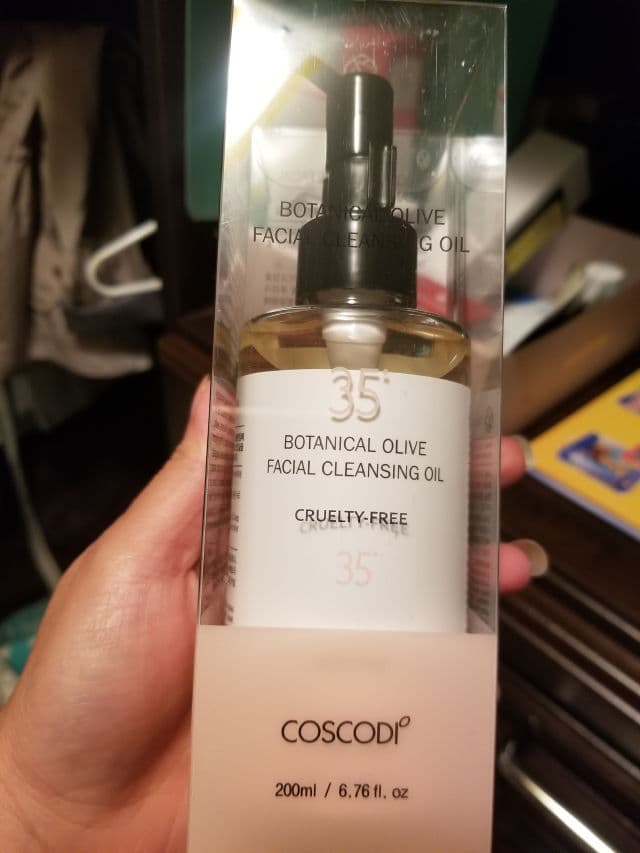 BOTANICAL OLIVE
FACIAL CLEANSING OIL
35°
BOTANICAL OLIVE
FACIAL CLEANSING OIL
CRUELTY-FREE
35°
COSCODI
200ml / 6.76 fl. oz